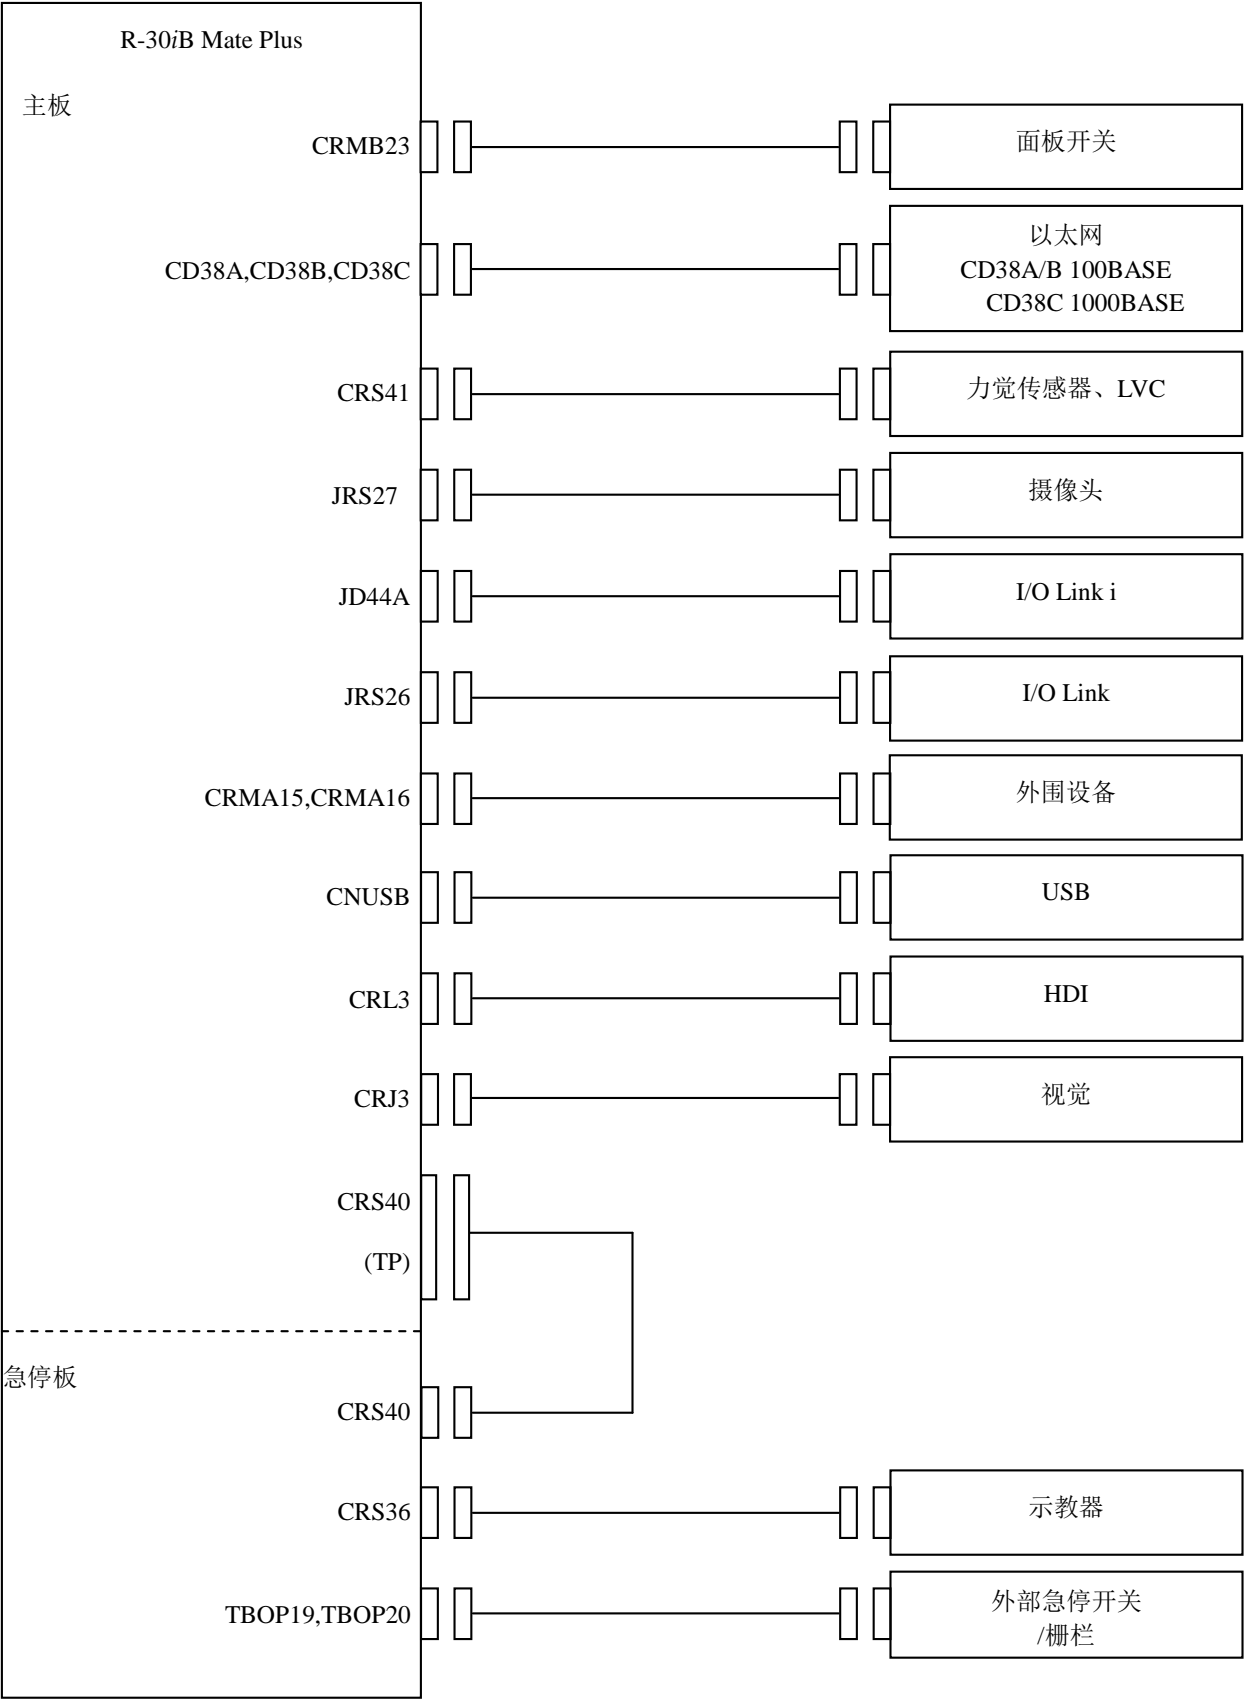 R-30iB Mate Plus
主板
CRMB23
面板开关
CD38A,CD38B,CD38C
以太网
CD38A/B 100BASE
CD38C 1000BASE
CRS41
力觉传感器、LVC
JRS27
摄像头
JD44A
I/O Link i
JRS26
I/O Link
CRMA15,CRMA16
外围设备
CNUSB
USB
CRL3
HDI
CRJ3
视觉
CRS40
(TP)
急停板
CRS40
CRS36
示教器
TBOP19,TBOP20
外部急停开关
/栅栏